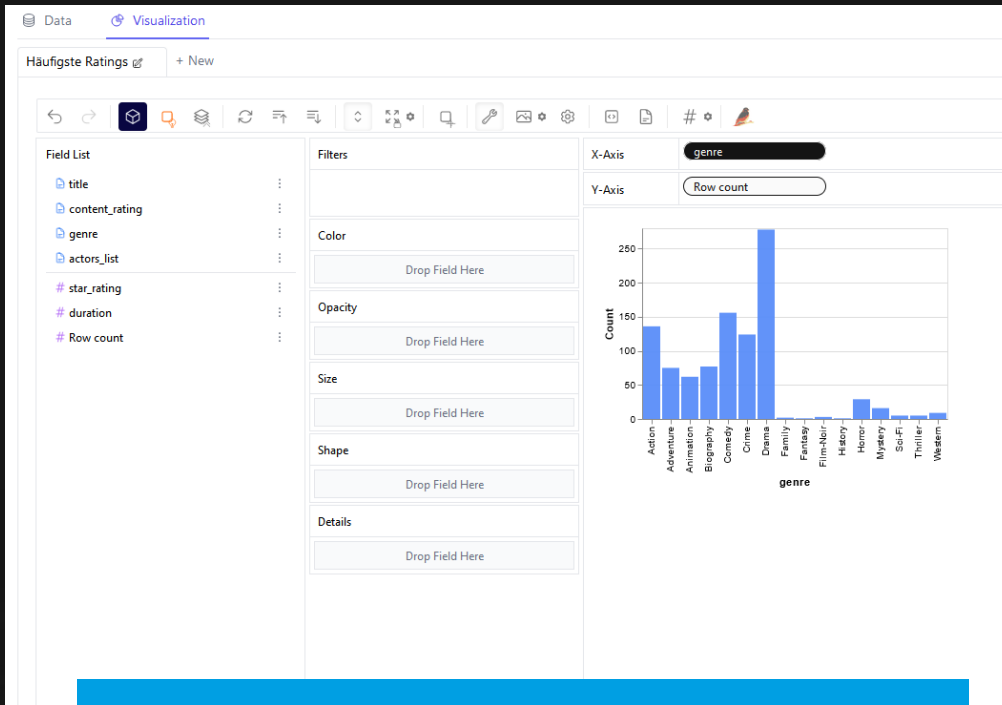 Data
Visualization
Häufigste Ratings
+ New
Field List
title
content_rating
genre
actors_list
# star_rating
# duration
# Row count
Filters
Color
Drop Field Here
Opacity
Drop Field Here
Size
Drop Field Here
Shape
Drop Field Here
Details
Drop Field Here
X-Axis
genre
Y-Axis
Row count
Count
250
200
150
100
50
0
Action
Adventure
Animation
Biography
Comedy
Crime
Drama
Family
Fantasy
Film-Noir
History
Horror
Mystery
Sci-Fi
Thriller
Western
genre